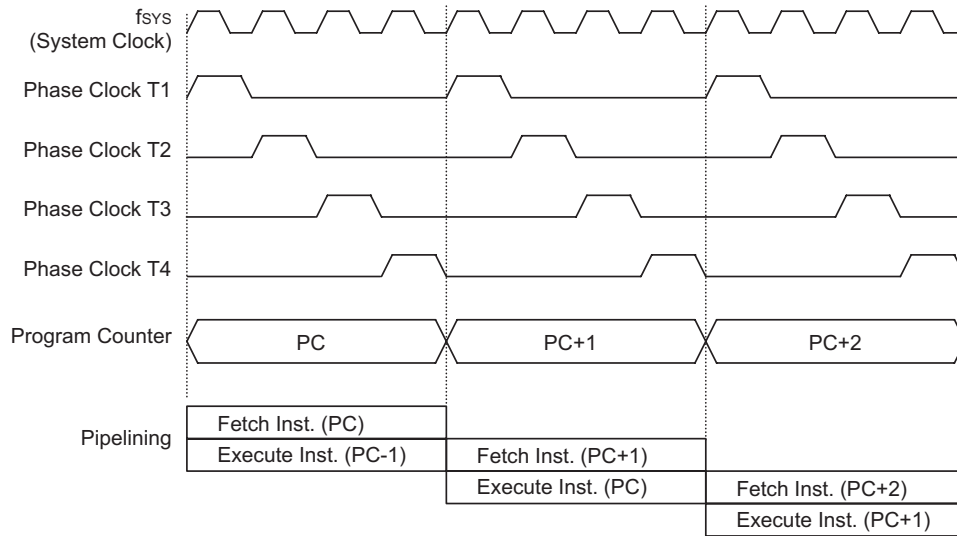 fSYS
(System Clock)
Phase Clock T1
Phase Clock T2
Phase Clock T3
Phase Clock T4
Program Counter
PC
PC+1
PC+2
Pipelining
Fetch Inst. (PC)
Execute Inst. (PC-1)
Fetch Inst. (PC+1)
Execute Inst. (PC)
Fetch Inst. (PC+2)
Execute Inst. (PC+1)